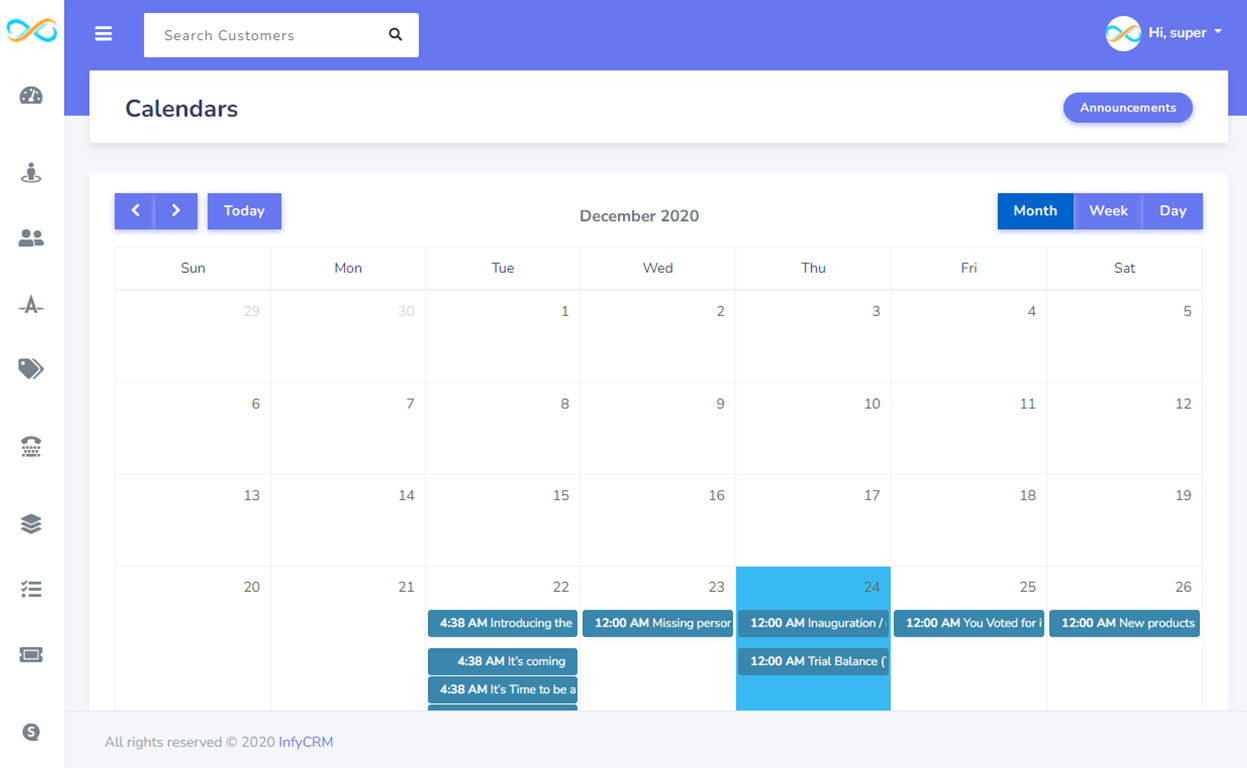 Search Customers
Hi, super
Calendars
Announcements
Today
December 2020
Month Week Day
Sun Mon Tue Wed Thu Fri Sat
29 30 1 2 3 4 5
6 7 8 9 10 11 12
13 14 15 16 17 18 19
20 21 22 23 24 25 26
4:38 AM Introducing the 12:00 AM Missing person 12:00 AM Inauguration / 12:00 AM You Voted for 12:00 AM New products
4:38 AM It's coming 12:00 AM Trial Balance (
4:38 AM It's Time to be a
S
All rights reserved © 2020 InfyCRM